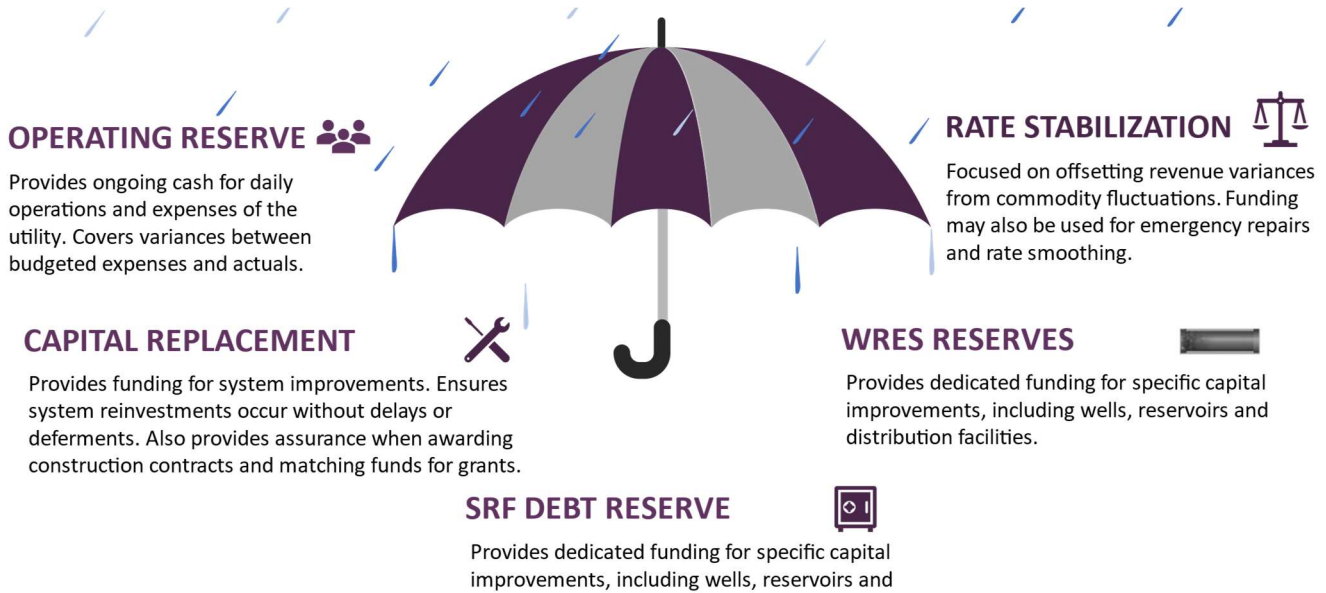 OPERATING RESERVE
Provides ongoing cash for daily
operations and expenses of the
utility. Covers variances between
budgeted expenses and actuals.
RATE STABILIZATION
Focused on offsetting revenue variances
from commodity fluctuations. Funding
may also be used for emergency repairs
and rate smoothing.
CAPITAL REPLACEMENT
Provides funding for system improvements. Ensures
system reinvestments occur without delays or
deferments. Also provides assurance when awarding
construction contracts and matching funds for grants.
WRES RESERVES
Provides dedicated funding for specific capital
improvements, including wells, reservoirs and
distribution facilities.
SRF DEBT RESERVE
Provides dedicated funding for specific capital
improvements, including wells, reservoirs and